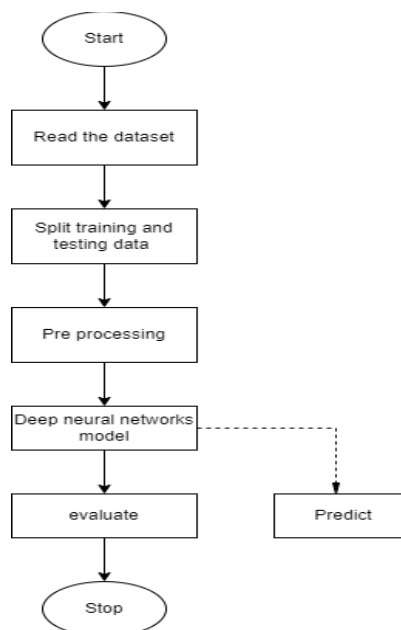 Start
Read the dataset
Split training and
testing data
Pre processing
Deep neural networks
model
evaluate
Predict
Stop